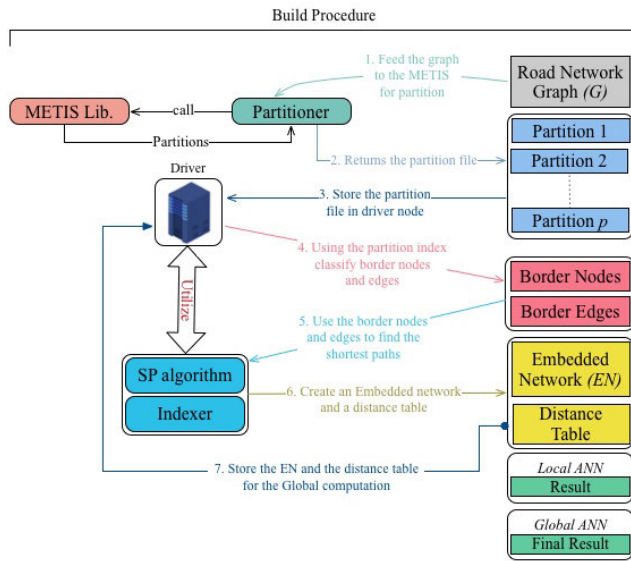 Build Procedure
1. Feed the graph
to the METIS
for partition
Road Network
Graph (G)
METIS Lib.
call
Partitioner
Partitions
Partition 1
2. Returns the partition file
Partition 2
Driver
3. Store the partition
file in driver node
Partition p
4. Using the partition index
classify border nodes
and edges
Border Nodes
Border Edges
Utilize
5. Use the border nodes
and edges to find the
shortest paths
SP algorithm
Indexer
6. Create an Embedded network
and a distance table
Embedded
Network (EN)
Distance
Table
7. Store the EN and the distance table
for the Global computation
Local ANN
Result
Global ANN
Final Result